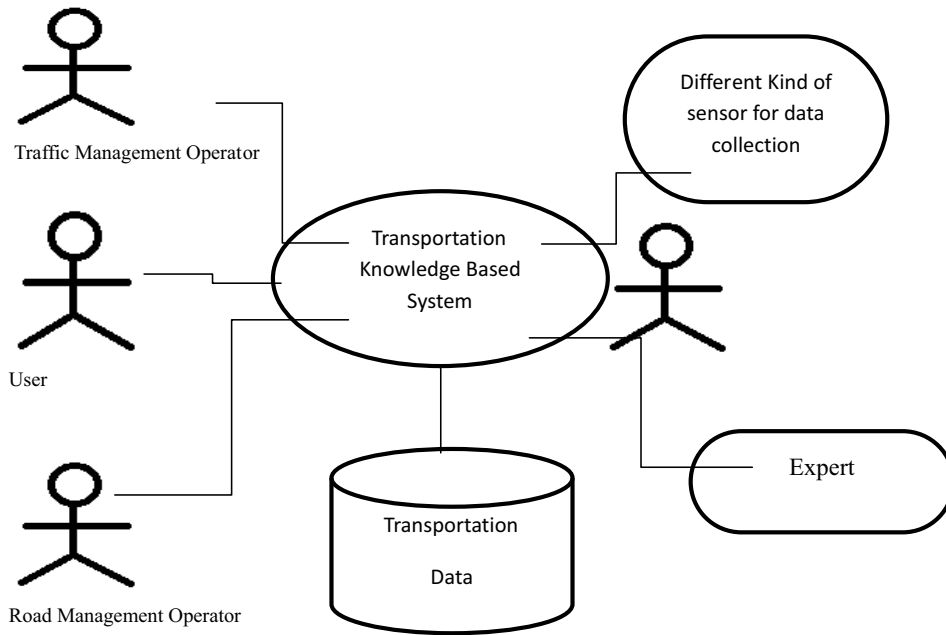 Traffic Management Operator
Different Kind of
sensor for data
collection
Transportation
Knowledge Based
System
User
Expert
Transportation
Data
Road Management Operator